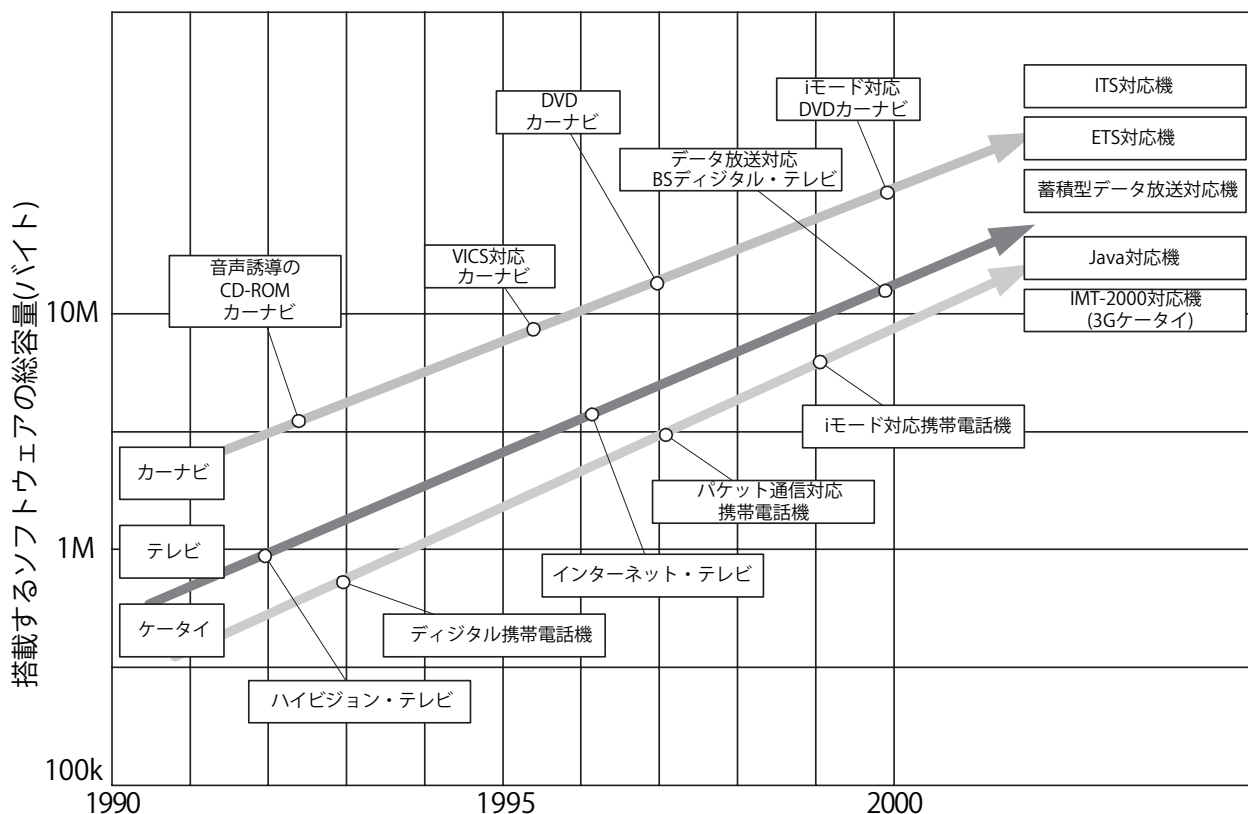 搭載するソフトウェアの総容量(バイト)
10M
1M
100k
1990
1995
2000
カーナビ
テレビ
ケータイ
音声誘導の
CD-ROM
カーナビ
VICS対応
カーナビ
DVD
カーナビ
iモード対応
DVDカーナビ
データ放送対応
BSディジタル・テレビ
ハイビジョン・テレビ
インターネット・テレビ
ディジタル携帯電話機
パケット通信対応
携帯電話機
iモード対応携帯電話機
ITS対応機
ETS対応機
蓄積型データ放送対応機
Java対応機
IMT-2000対応機
(3Gケータイ)